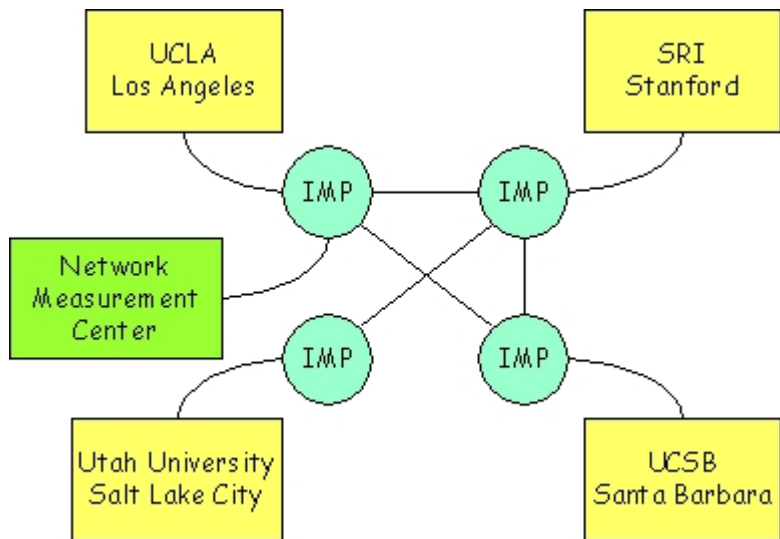 UCLA
Los Angeles
SRI
Stanford
IMP
IMP
Network
Measurement
Center
IMP
IMP
Utah University
Salt Lake City
UCSB
Santa Barbara